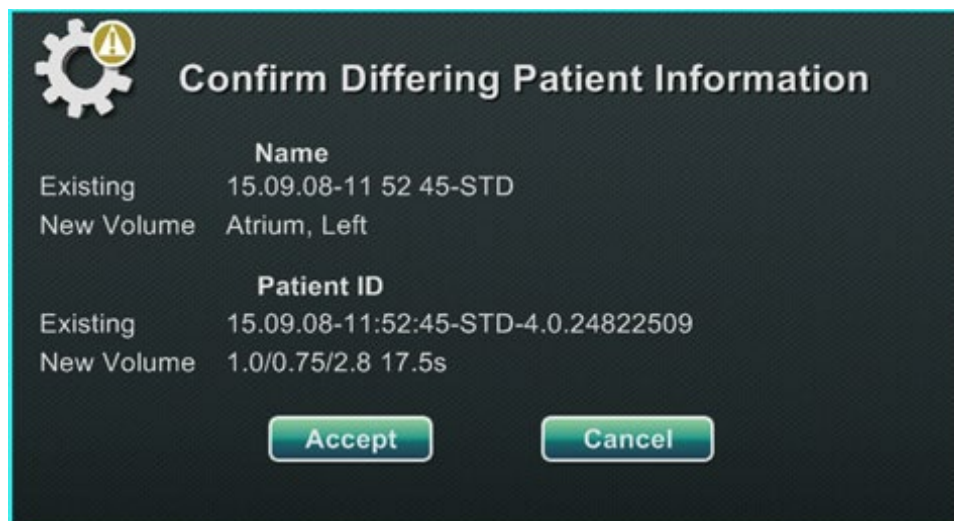 Confirm Differing Patient Information
Name
Existing 15.09.08-11 52 45-STD
New Volume Atrium, Left
Patient ID
Existing 15.09.08-11:52:45-STD-4.0.24822509
New Volume 1.0/0.75/2.8 17.5s
Accept Cancel